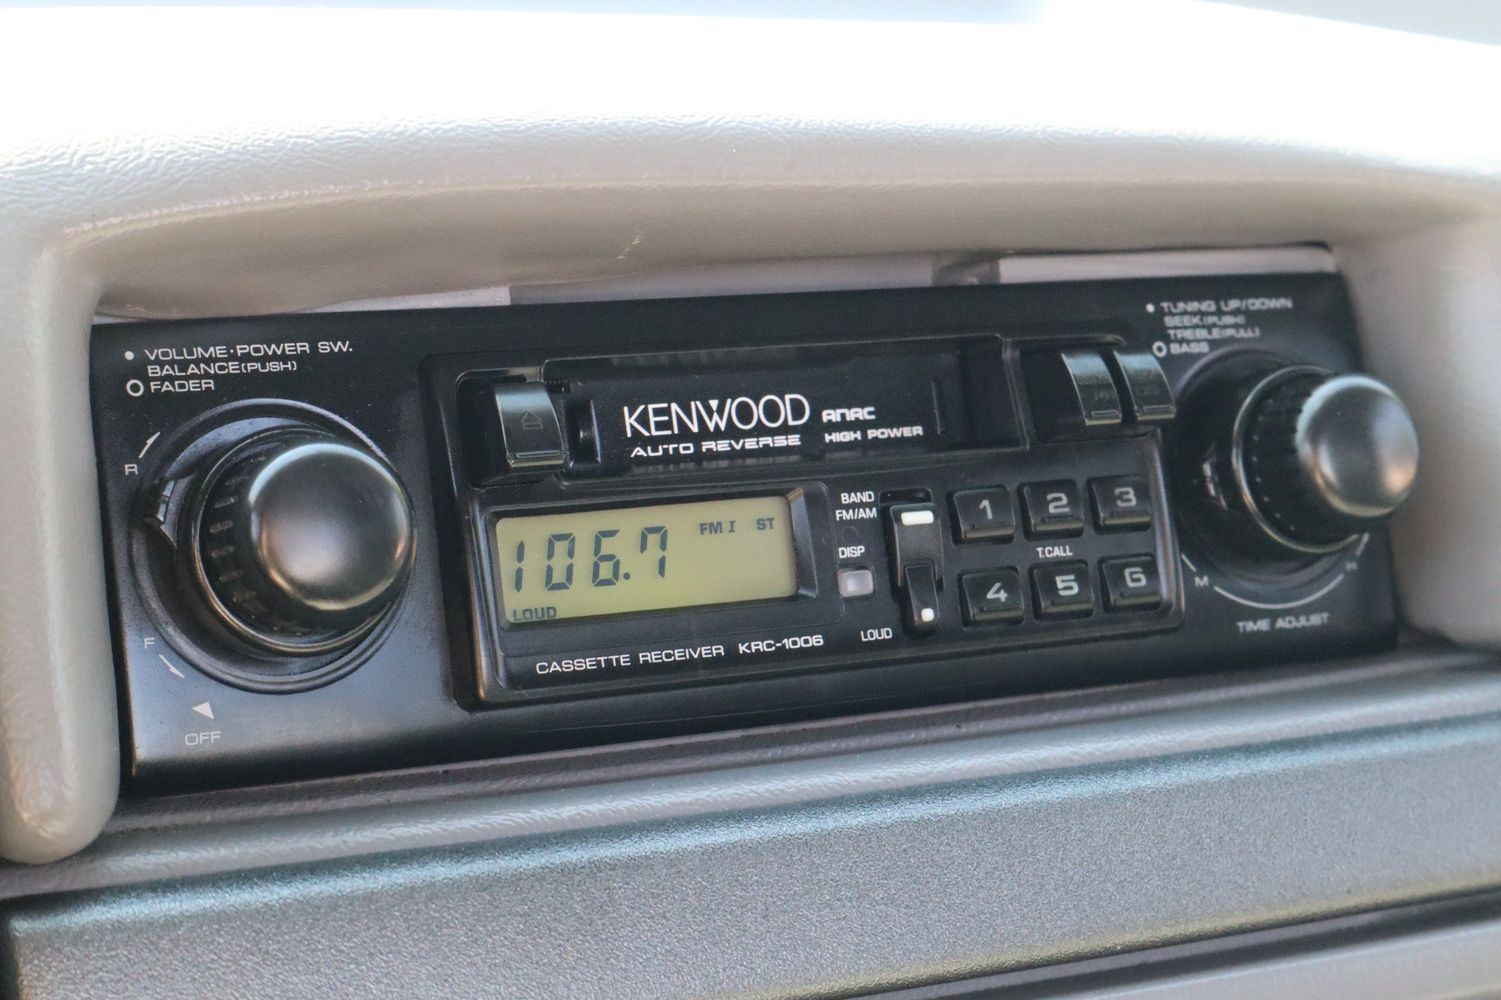 VOLUME·POWER SW.
BALANCE(PUSH)
FADER
R
F
OFF
KENWOOD ANRC
AUTO REVERSE HIGH POWER
106.7 FM I ST
LOUD
CASSETTE RECEIVER KRC-1006
BAND
FM/AM
DISP
LOUD
1 2 3
T.CALL
4 5 6
TUNING UP/DOWN
SEEK(PUSH)
TREBLE(PULL)
BASS
M H
TIME ADJUST